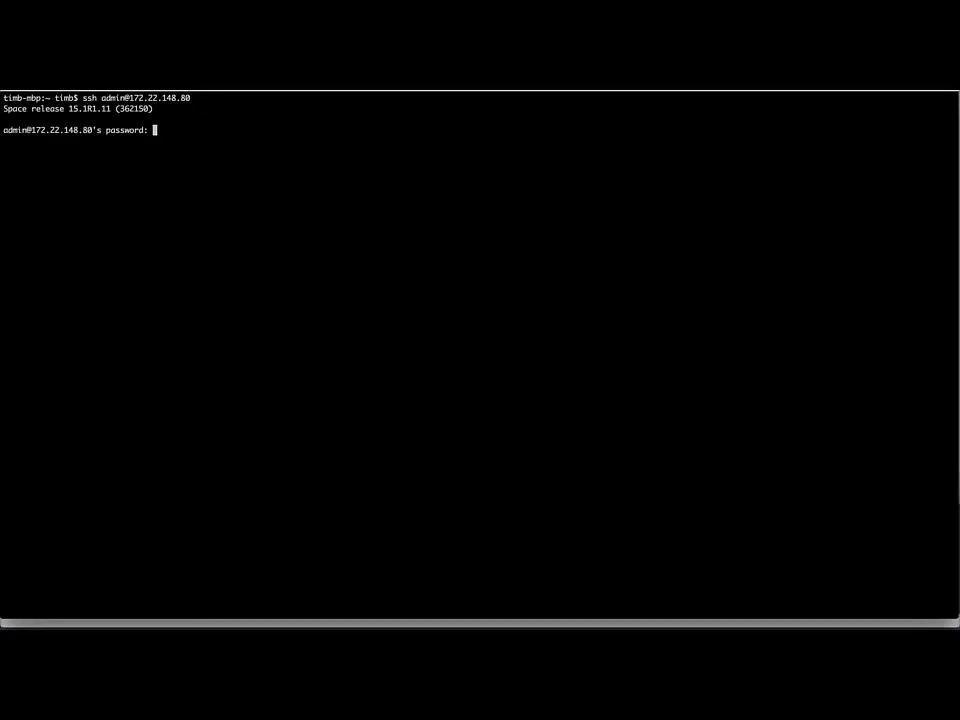 timb-mbp:~ timb$ ssh admin@172.22.148.80
Space release 15.1R1.11 (362150)
admin@172.22.148.80's password: